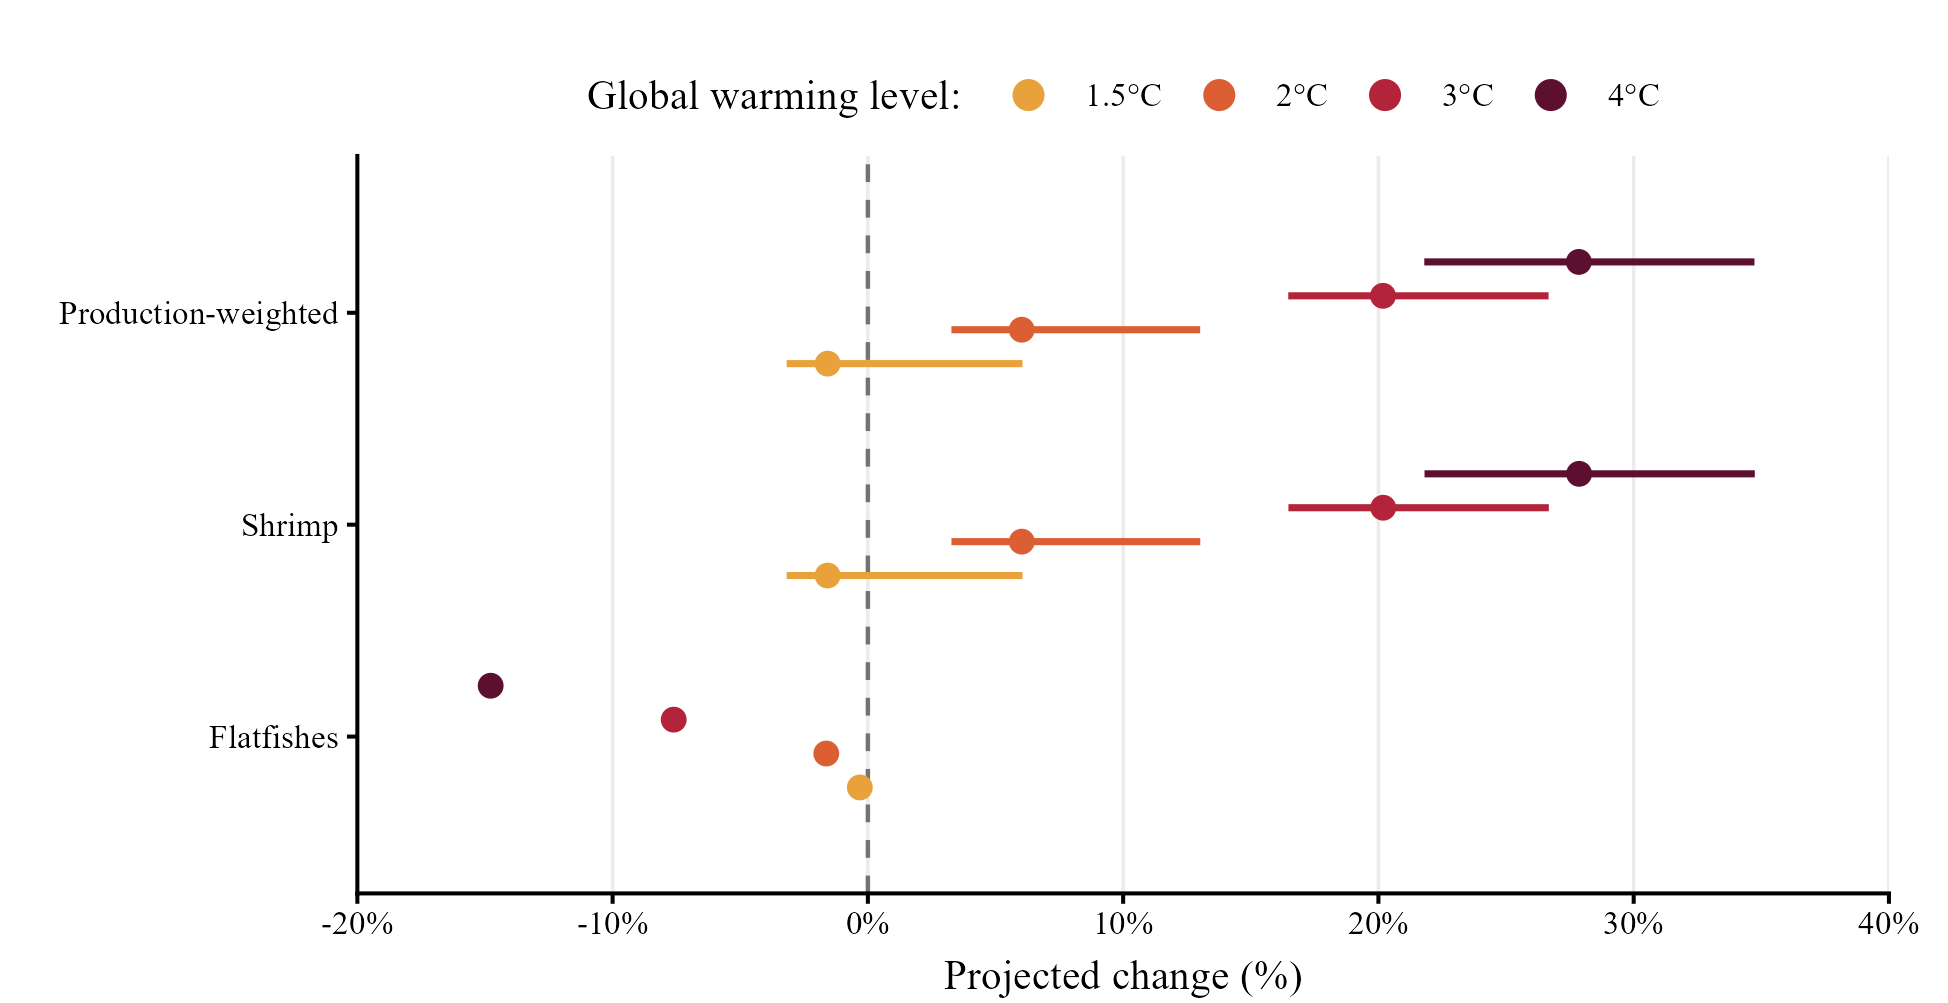 Global warming level: 1.5°C 2°C 3°C 4°C
Production-weighted
Shrimp
Flatfishes
-20% -10% 0% 10% 20% 30% 40%
Projected change (%)